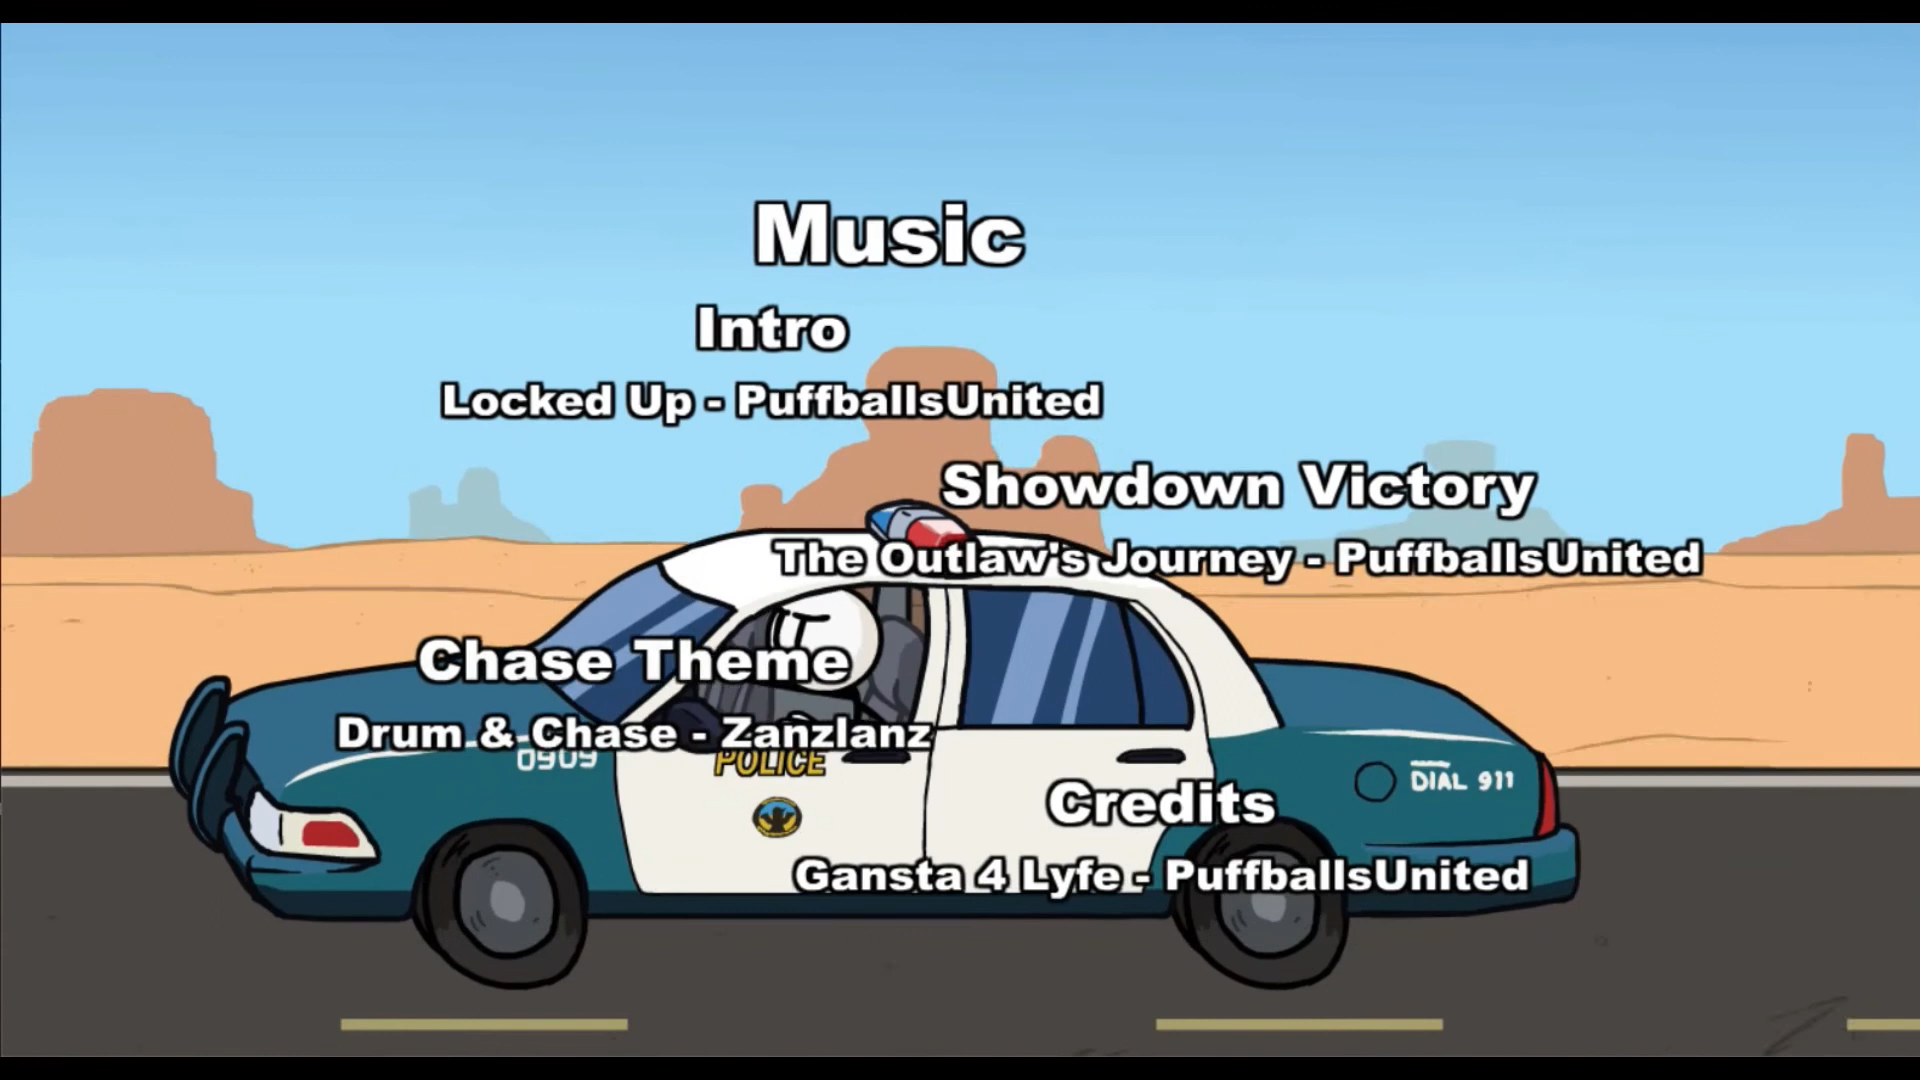 Music
Intro
Locked Up - PuffballsUnited
Showdown Victory
The Outlaw's Journey - PuffballsUnited
Chase Theme
Drum & Chase - Zanzlanz
0909
POLICE
DIAL 911
Credits
Gansta 4 Lyfe - PuffballsUnited